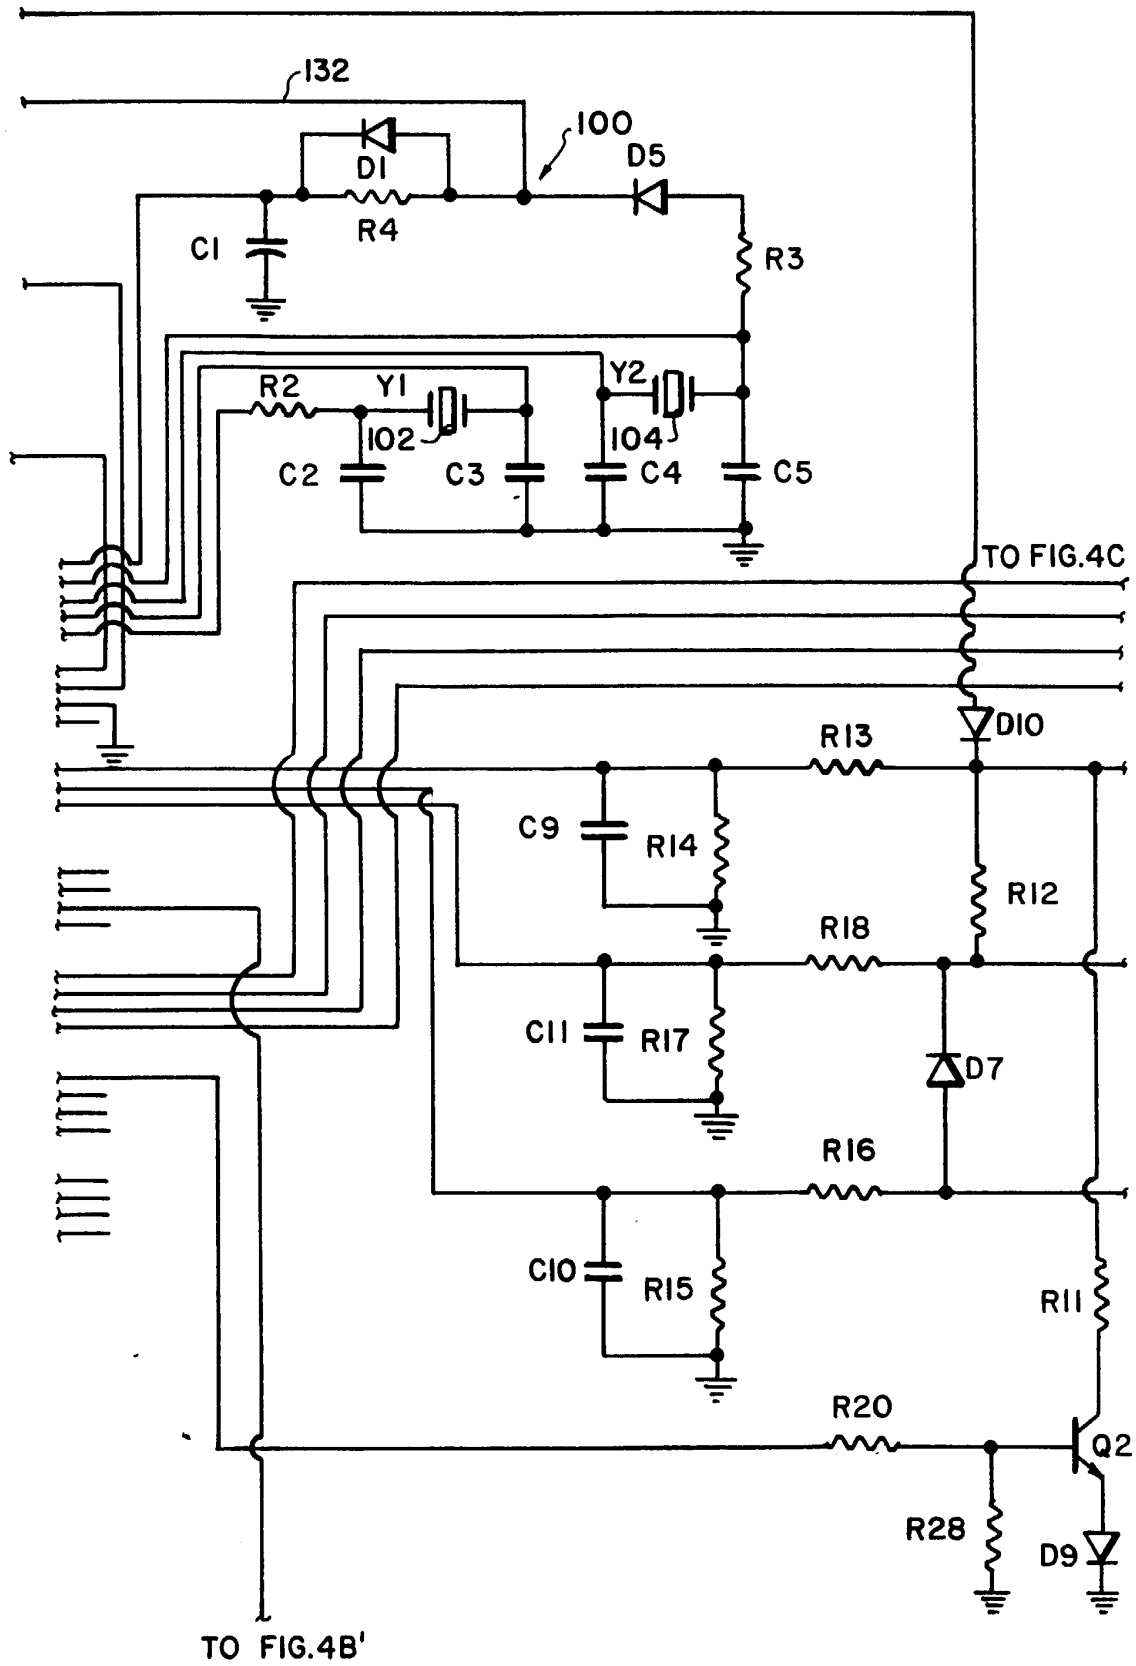 132
100
D1
D5
R4
C1
R3
R2
Y1
Y2
102
104
C2
C3
C4
C5
TO FIG.4C
D10
R13
C9
R14
R12
R18
C11
R17
D7
R16
C10
R15
R11
R20
Q2
R28
D9
TO FIG.4B'